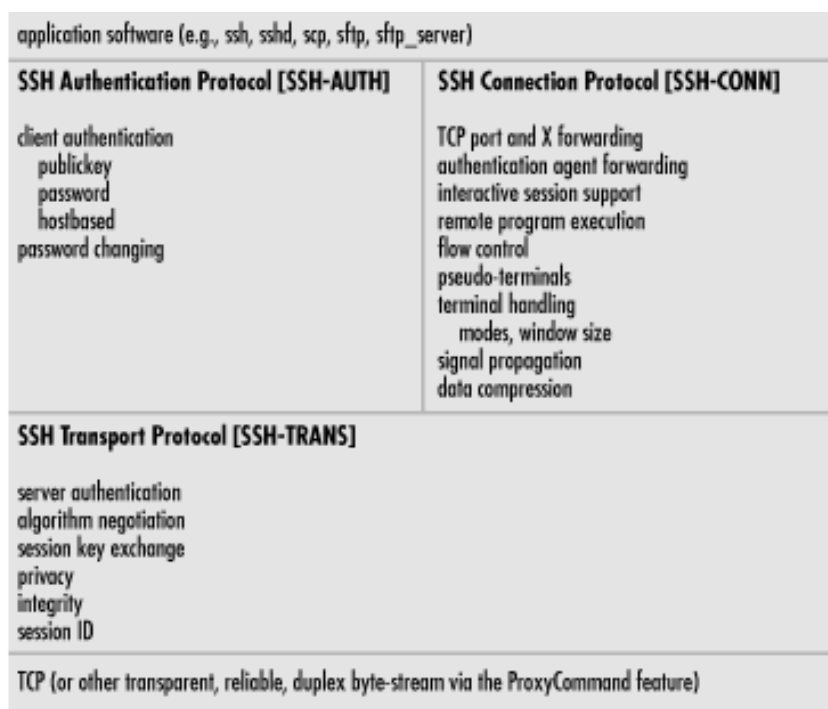 application software (e.g., ssh, sshd, scp, sftp, sftp_server)
SSH Authentication Protocol [SSH-AUTH]
client authentication
publickey
password
hostbased
password changing
SSH Connection Protocol [SSH-CONN]
TCP port and X forwarding
authentication agent forwarding
interactive session support
remote program execution
flow control
pseudo-terminals
terminal handling
modes, window size
signal propagation
data compression
SSH Transport Protocol [SSH-TRANS]
server authentication
algorithm negotiation
session key exchange
privacy
integrity
session ID
TCP (or other transparent, reliable, duplex byte-stream via the ProxyCommand feature)